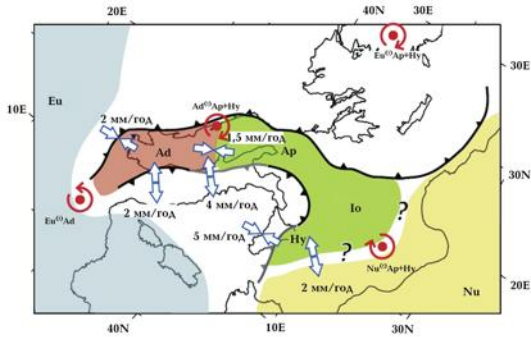 20E
40N
30E
Eu⁽ⁱ⁾Ap+Hy
Eu
30E
10E
2 мм/год
Ad⁽ⁱ⁾Ap+Hy
1,5 мм/год
Ad
Ap
30N
Eu⁽ⁱ⁾Ad
2 мм/год
4 мм/год
Io
?
5 мм/год
Hy
?
Nu⁽ⁱ⁾Ap+Hy
2 мм/год
Nu
20E
40N
10E
30N